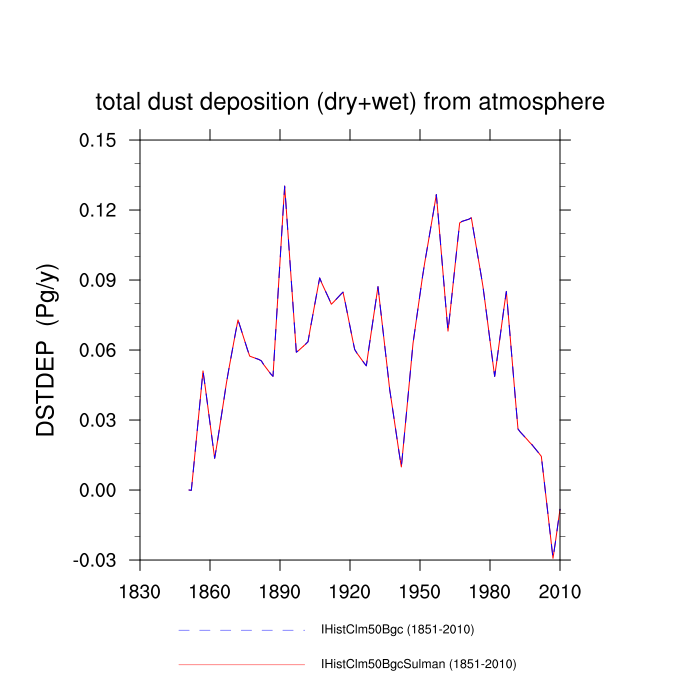 total dust deposition (dry+wet) from atmosphere
DSTDEP (Pg/y)
0.15
0.12
0.09
0.06
0.03
0.00
-0.03
1830 1860 1890 1920 1950 1980 2010
IHistClm50Bgc (1851-2010)
IHistClm50BgcSulman (1851-2010)